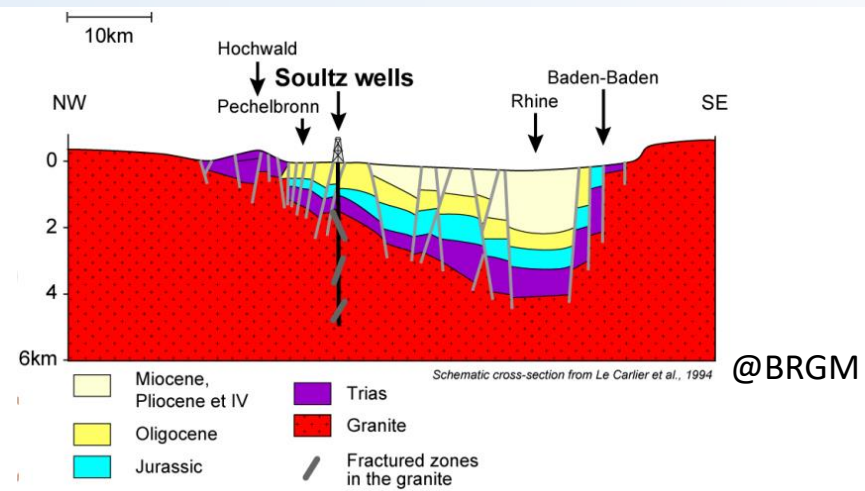 10km
Hochwald
Soultz wells
Baden-Baden
NW
Pechelbronn
Rhine
SE
0
2
4
6km
Schematic cross-section from Le Carlier et al., 1994
@BRGM
Miocene,
Pliocene et IV
Oligocene
Jurassic
Trias
Granite
Fractured zones
in the granite